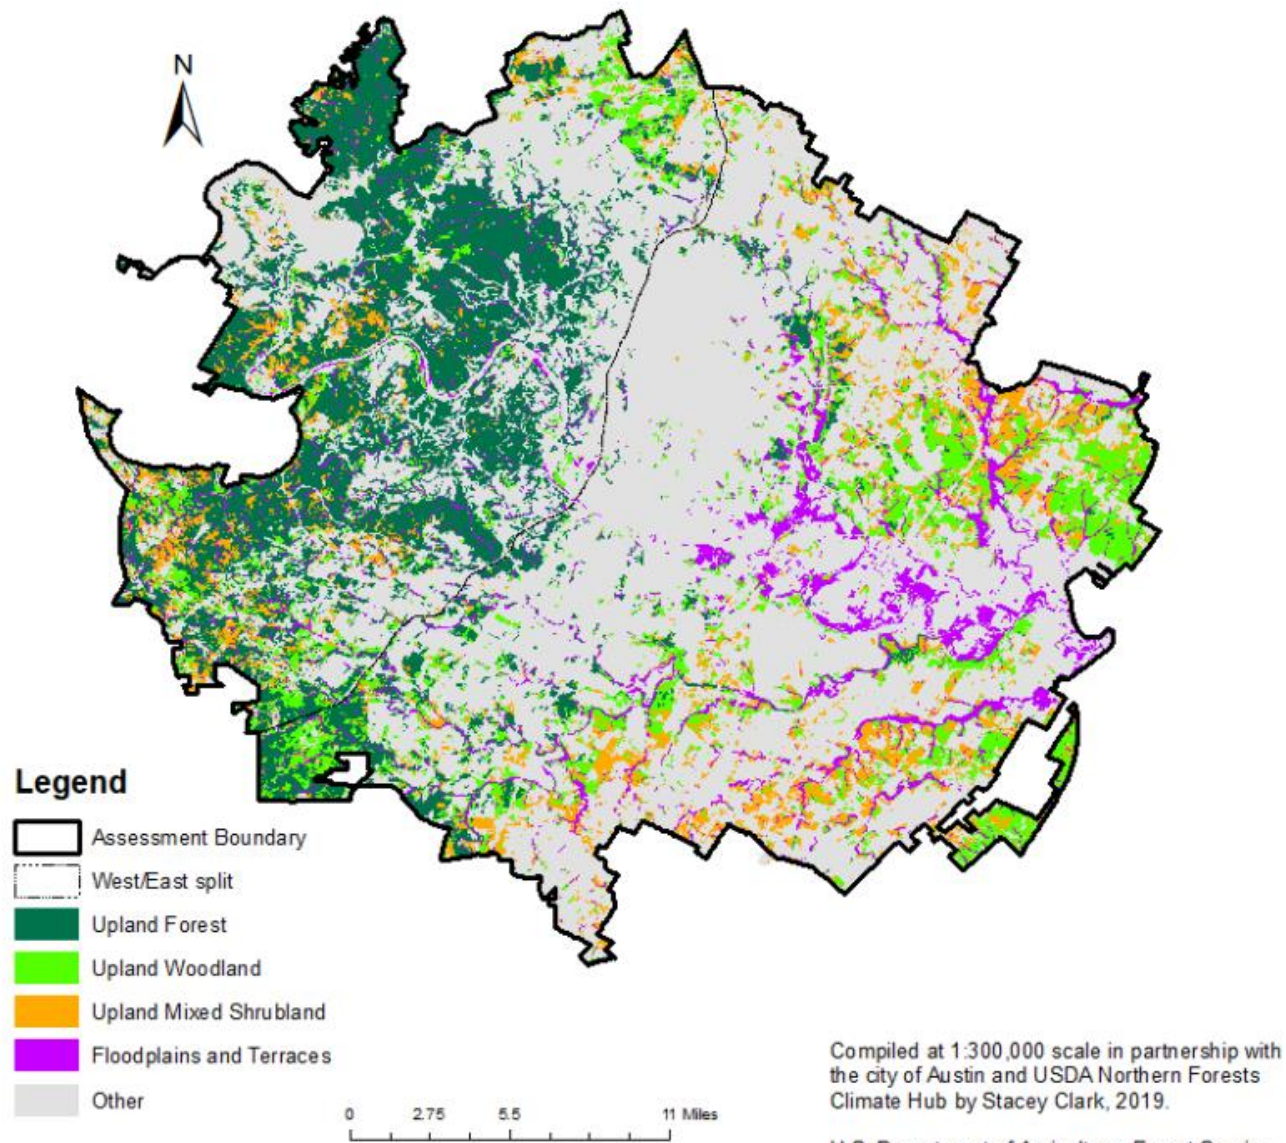 N
Legend
Assessment Boundary
West/East split
Upland Forest
Upland Woodland
Upland Mixed Shrubland
Floodplains and Terraces
Other
0 2.75 5.5 11 Miles
Compiled at 1:300,000 scale in partnership with
the city of Austin and USDA Northern Forests
Climate Hub by Stacey Clark, 2019.